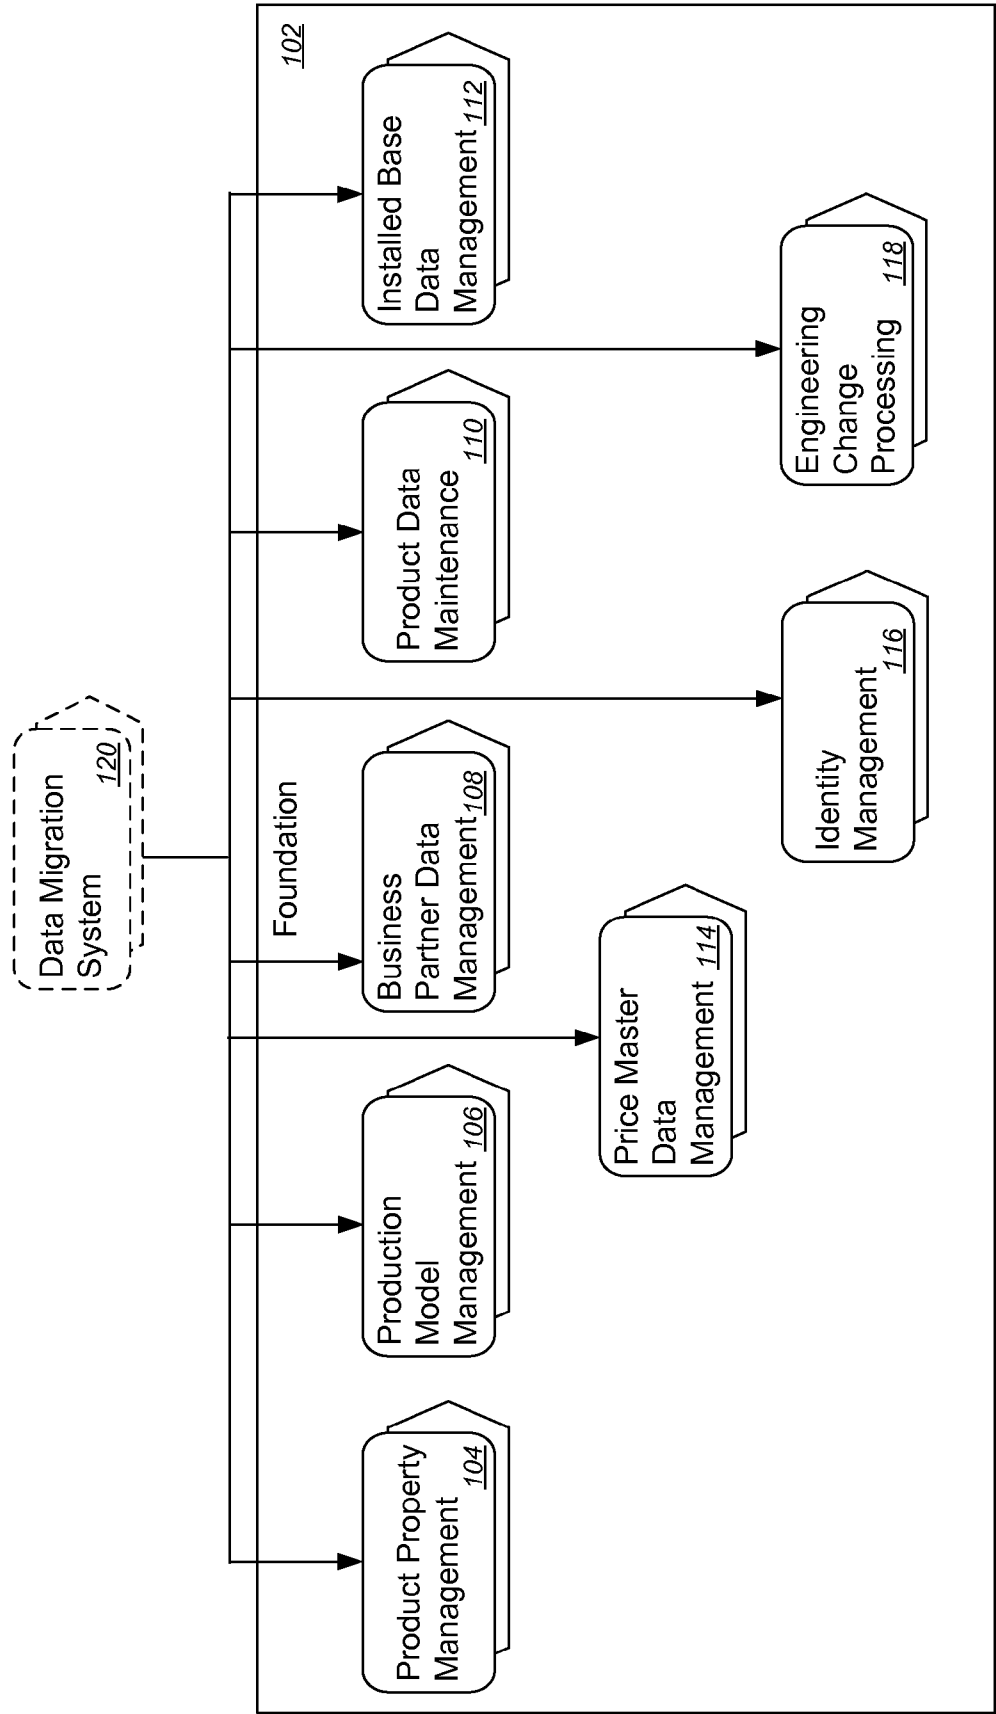 Data Migration
System
120
Foundation
102
Product Property
Management
104
Production
Model
Management
106
Business
Partner Data
Management
108
Product Data
Maintenance
110
Installed Base
Data
Management
112
Price Master
Data
Management
114
Identity
Management
116
Engineering
Change
Processing
118